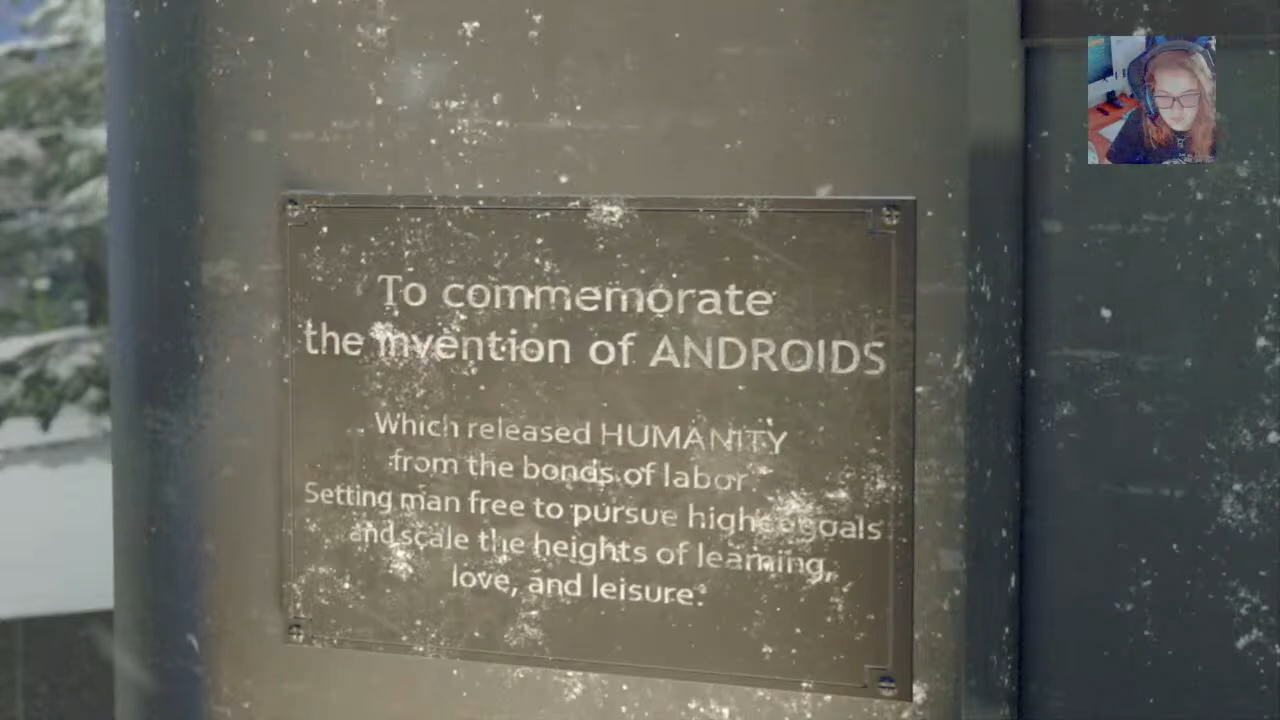 To commemorate
the invention of ANDROIDS
Which released HUMANITY
from the bonds of labor.
Setting man free to pursue higher goals
and scale the heights of learning,
love, and leisure.